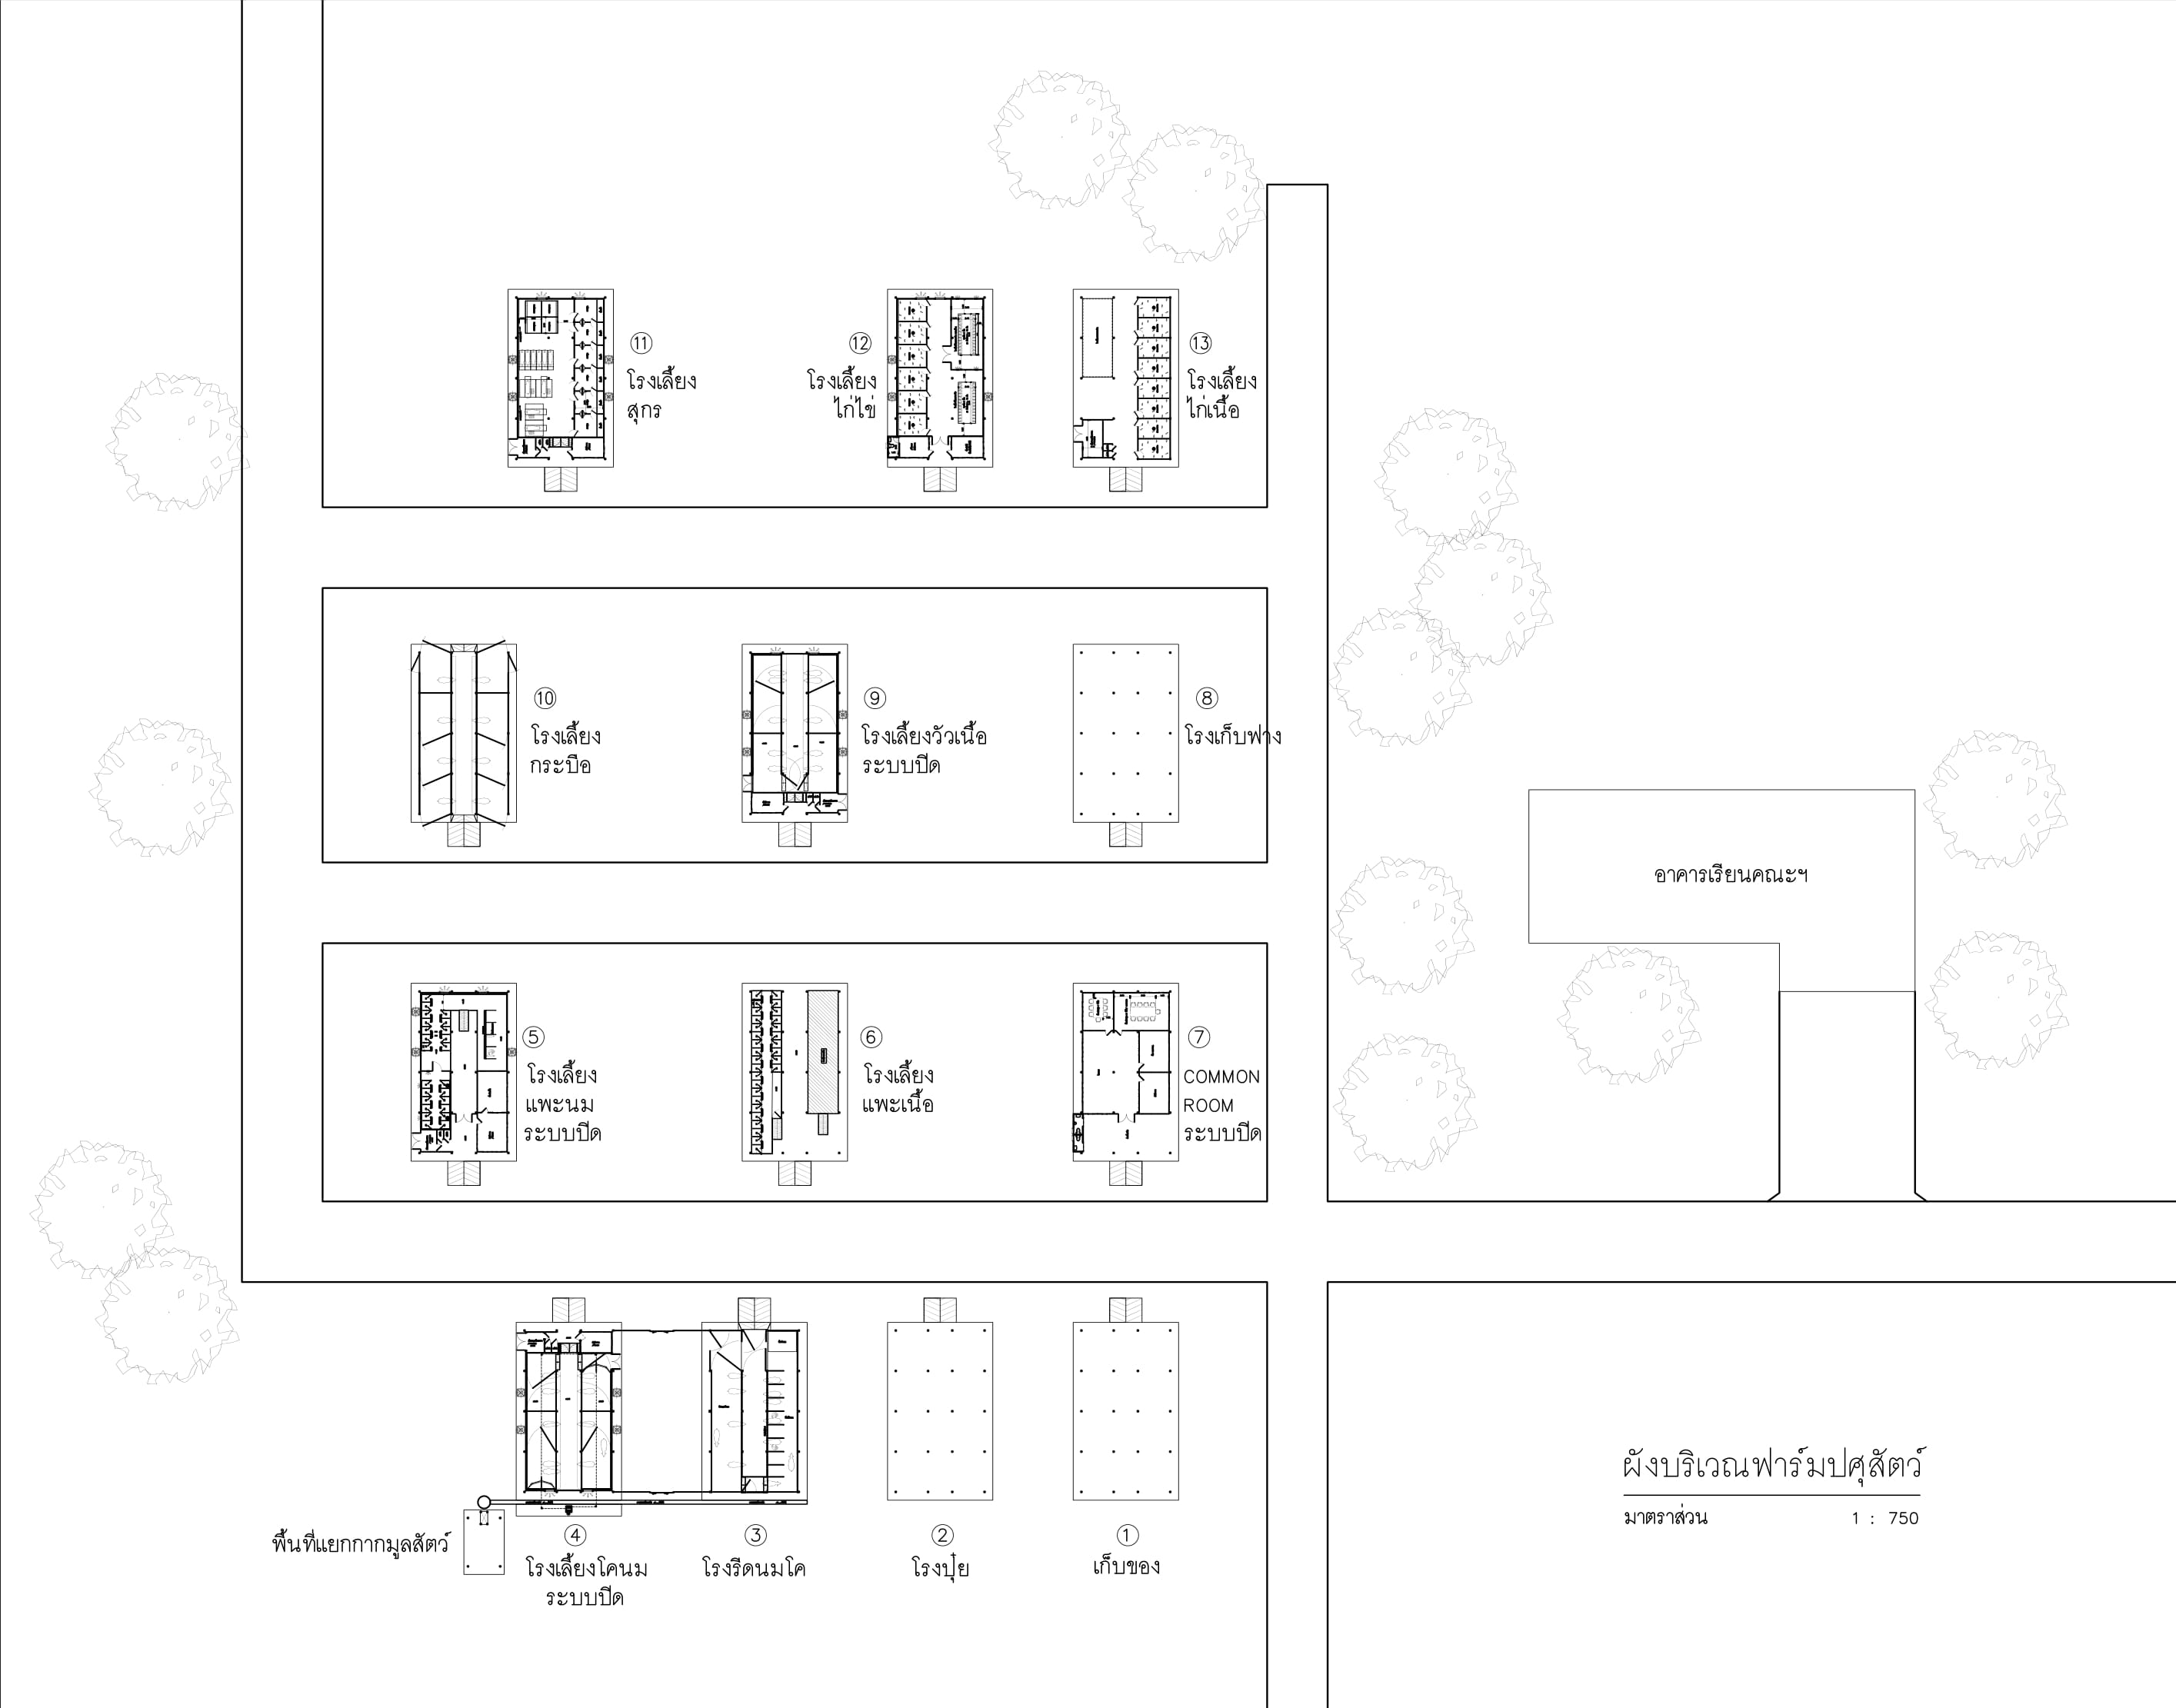 ⑪
โรงเลี้ยง
สุกร
⑫
โรงเลี้ยง
ไก่ไข่
⑬
โรงเลี้ยง
ไก่เนื้อ
⑩
โรงเลี้ยง
กระบือ
⑨
โรงเลี้ยงวัวเนื้อ
ระบบปิด
⑧
โรงเก็บฟาง
อาคารเรียนคณะฯ
⑤
โรงเลี้ยง
แพะนม
ระบบปิด
⑥
โรงเลี้ยง
แพะเนื้อ
⑦
COMMON
ROOM
ระบบปิด
พื้นที่แยกกากมูลสัตว์
④
โรงเลี้ยงโคนม
ระบบปิด
③
โรงรีดนมโค
②
โรงปุ๋ย
①
เก็บของ
ผังบริเวณฟาร์มปศุสัตว์
มาตราส่วน 1 : 750